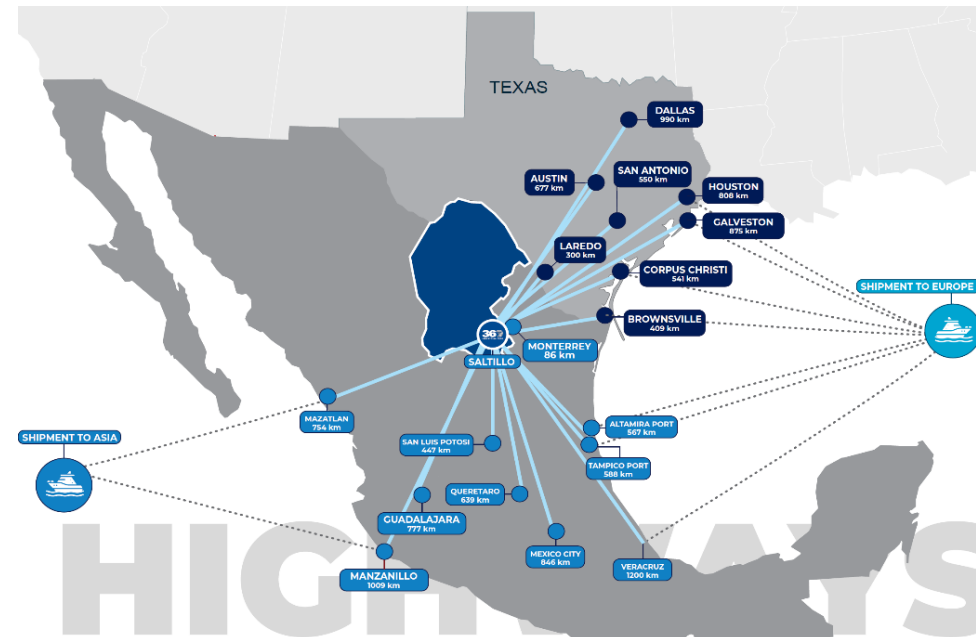 TEXAS
DALLAS
990 km
AUSTIN
677 km
SAN ANTONIO
550 km
HOUSTON
808 km
GALVESTON
875 km
LAREDO
300 km
CORPUS CHRISTI
541 km
SHIPMENT TO EUROPE
BROWNSVILLE
409 km
36
MONTERREY
86 km
SALTILLO
MAZATLAN
754 km
ALTAMIRA PORT
567 km
SHIPMENT TO ASIA
SAN LUIS POTOSI
447 km
TAMPICO PORT
588 km
QUERETARO
639 km
GUADALAJARA
777 km
MEXICO CITY
846 km
VERACRUZ
1200 km
MANZANILLO
1009 km